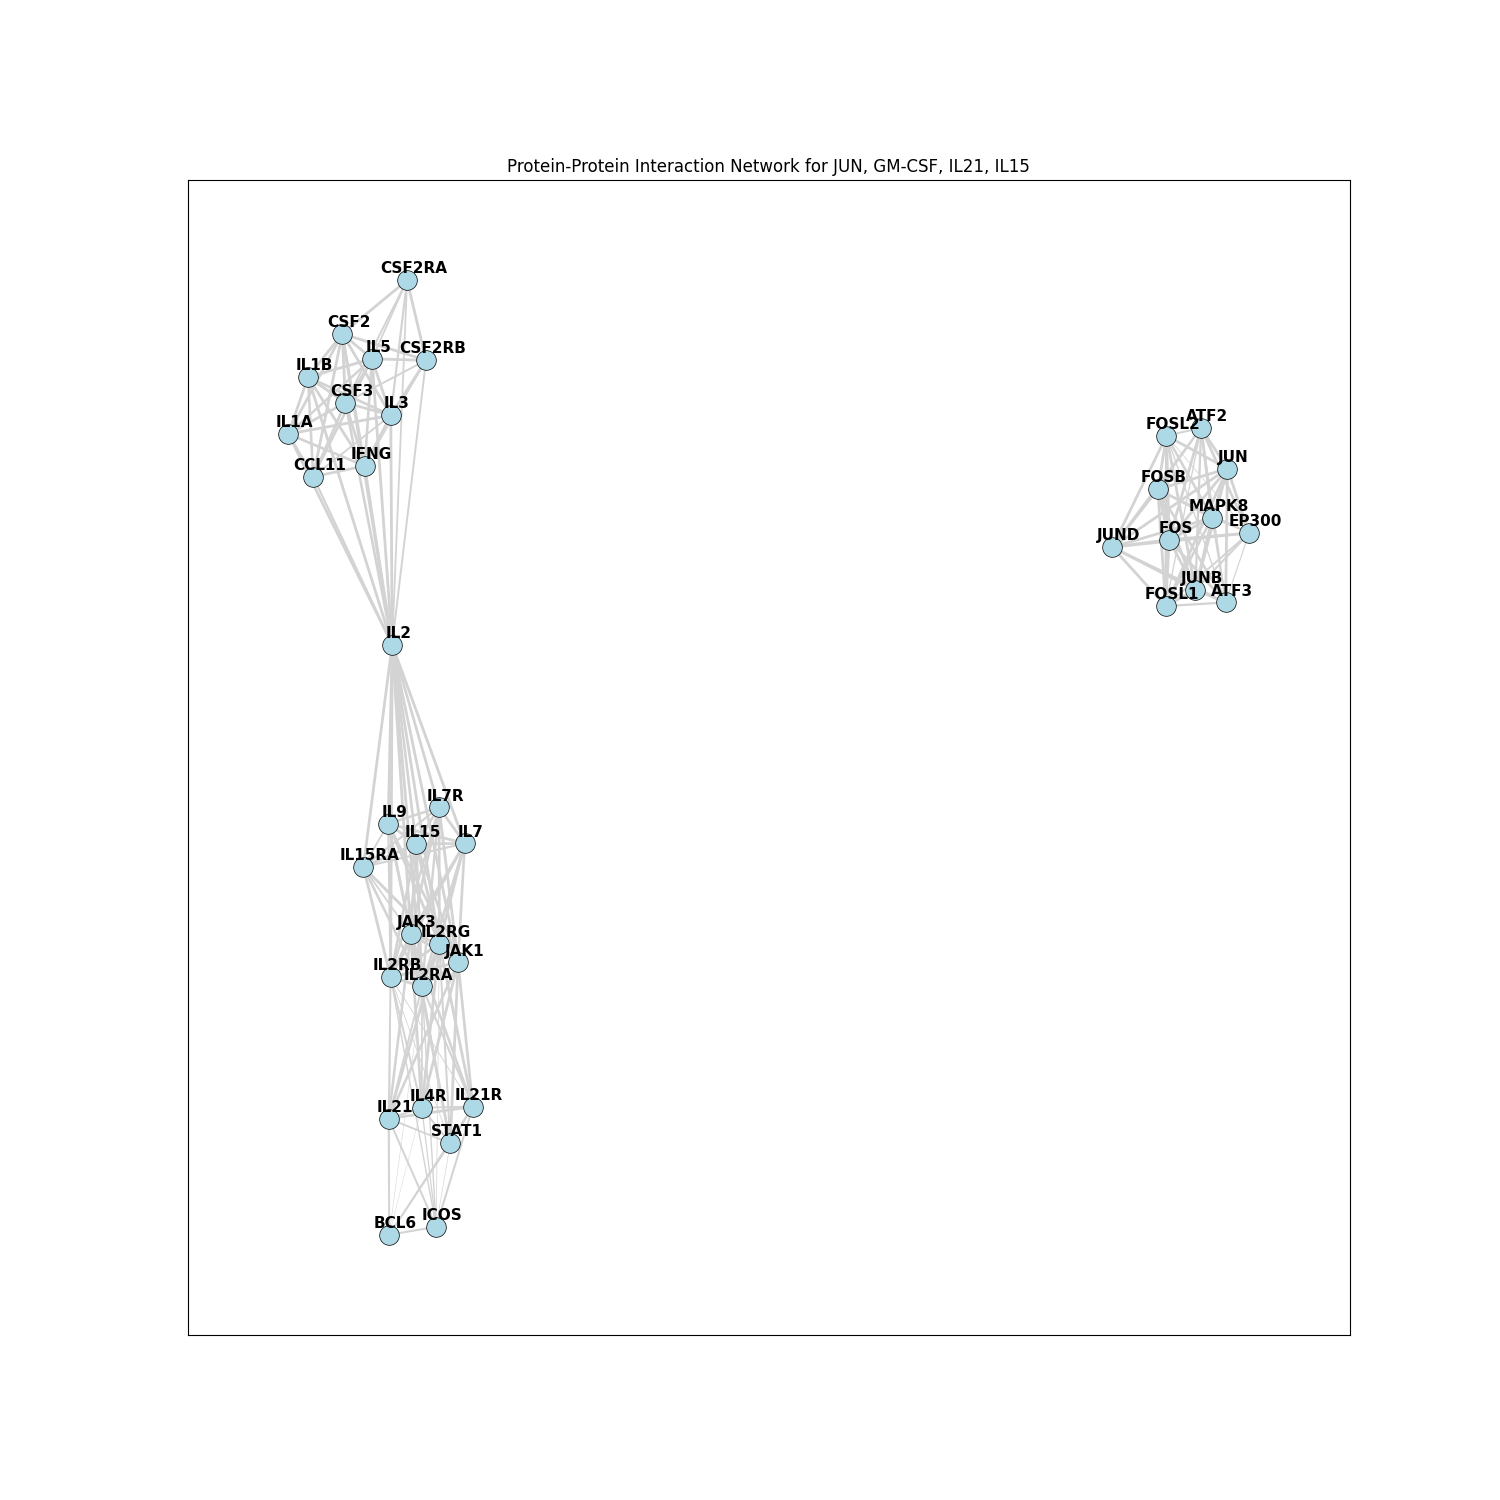 Protein-Protein Interaction Network for JUN, GM-CSF, IL21, IL15
CSF2RA
CSF2
IL5
CSF2RB
IL1B
CSF3
IL3
IL1A
IFNG
CCL11
IL2
IL7R
IL9
IL15
IL7
IL15RA
JAK3
IL2RG
JAK1
IL2RB
IL2RA
IL4R
IL21R
IL21
STAT1
ICOS
BCL6
ATF2
FOSL2
JUN
FOSB
MAPK8
EP300
FOS
JUND
JUNB
FOSL1
ATF3